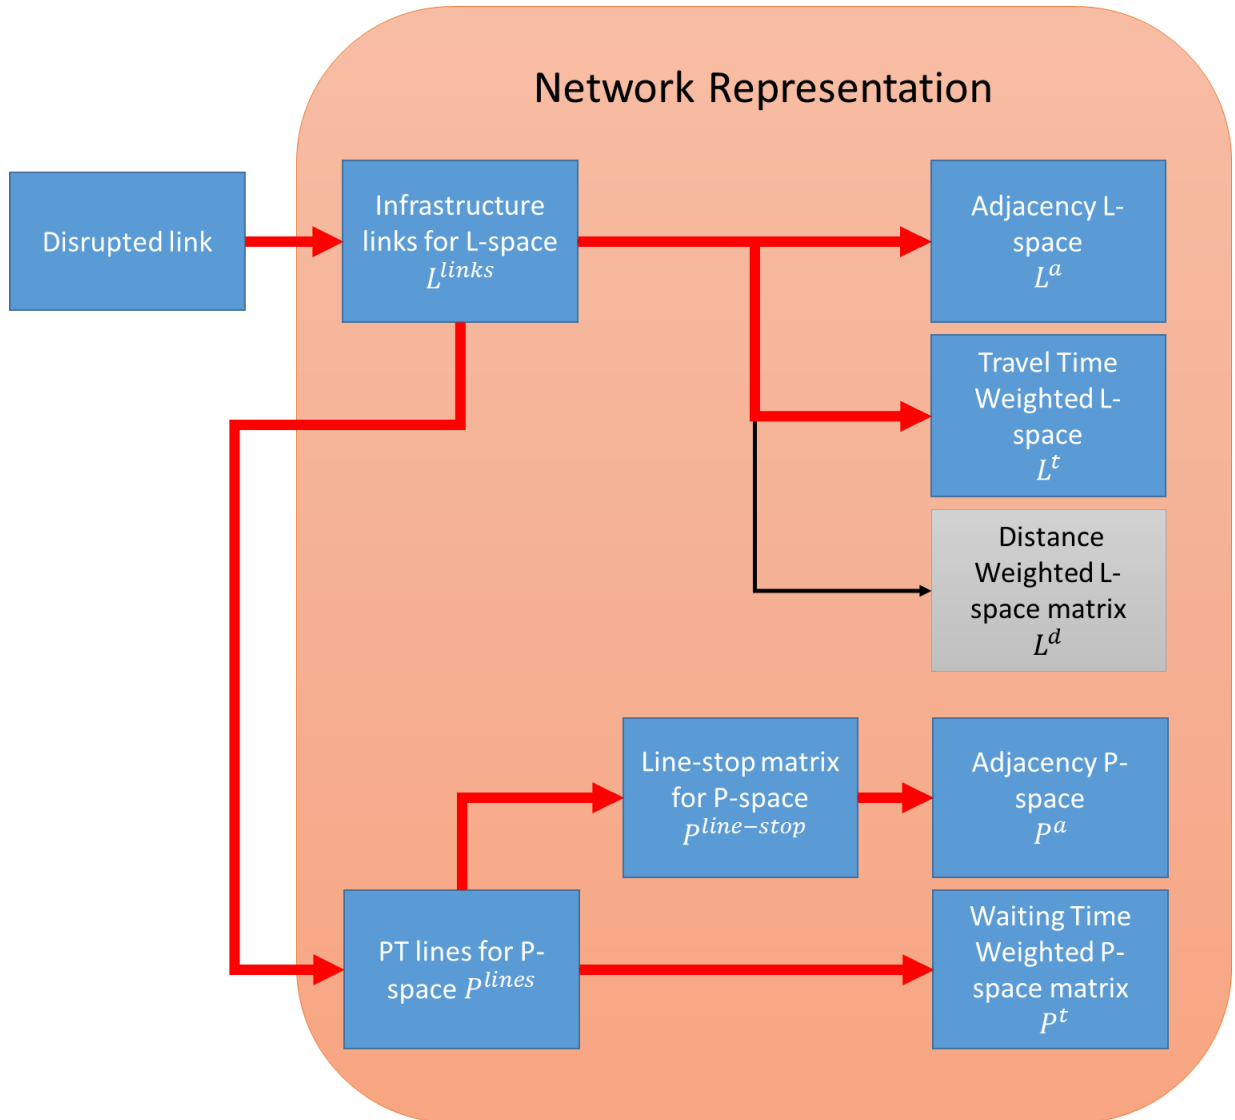 Network Representation
Disrupted link
Infrastructure
links for L-space
L^{links}
Adjacency L-
space
L^a
Travel Time
Weighted L-
space
L^t
Distance
Weighted L-
space matrix
L^d
Line-stop matrix
for P-space
P^{line-stop}
Adjacency P-
space
P^a
PT lines for P-
space P^{lines}
Waiting Time
Weighted P-
space matrix
P^t